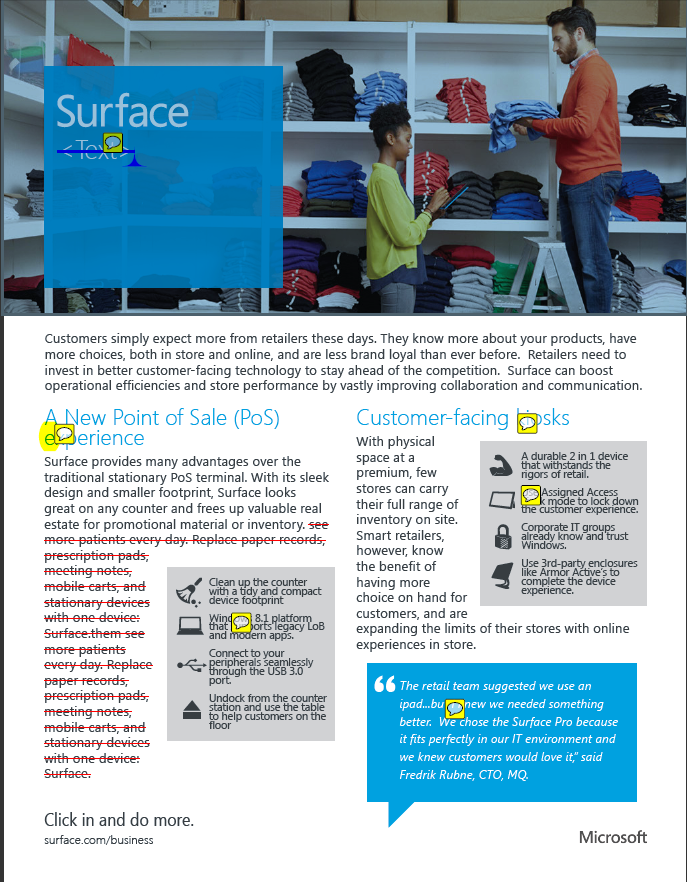 Surface
<Text>
Customers simply expect more from retailers these days. They know more about your products, have
more choices, both in store and online, and are less brand loyal than ever before. Retailers need to
invest in better customer-facing technology to stay ahead of the competition. Surface can boost
operational efficiencies and store performance by vastly improving collaboration and communication.
A New Point of Sale (PoS)
experience
Surface provides many advantages over the
traditional stationary PoS terminal. With its sleek
design and smaller footprint, Surface looks
great on any counter and frees up valuable real
estate for promotional material or inventory. see
more patients every day. Replace paper records,
prescription pads,
meeting notes,
mobile carts, and
stationary devices
with one device:
Surface.them see
more patients
every day. Replace
paper records,
prescription pads,
meeting notes,
mobile carts, and
stationary devices
with one device:
Surface.
Clean up the counter
with a tidy and compact
device footprint
8.1 platform
that legacy LoB
and modern apps.
Connect to your
peripherals seamlessly
through the USB 3.0
port.
Undock from the counter
station and use the table
to help customers on the
floor
Customer-facing kiosks
With physical
space at a
premium, few
stores can carry
their full range of
inventory on site.
Smart retailers,
however, know
the benefit of
having more
choice on hand for
customers, and are
expanding the limits of their stores with online
experiences in store.
A durable 2 in 1 device
that withstands the
rigors of retail.
Assigned Access
mode to lock down
the customer experience.
Corporate IT groups
already know and trust
Windows.
Use 3rd-party enclosures
like Armor Active's to
complete the device
experience.
The retail team suggested we use an
ipad...bu new we needed something
better. We chose the Surface Pro because
it fits perfectly in our IT environment and
we knew customers would love it," said
Fredrik Rubne, CTO, MQ.
Click in and do more.
surface.com/business
Microsoft